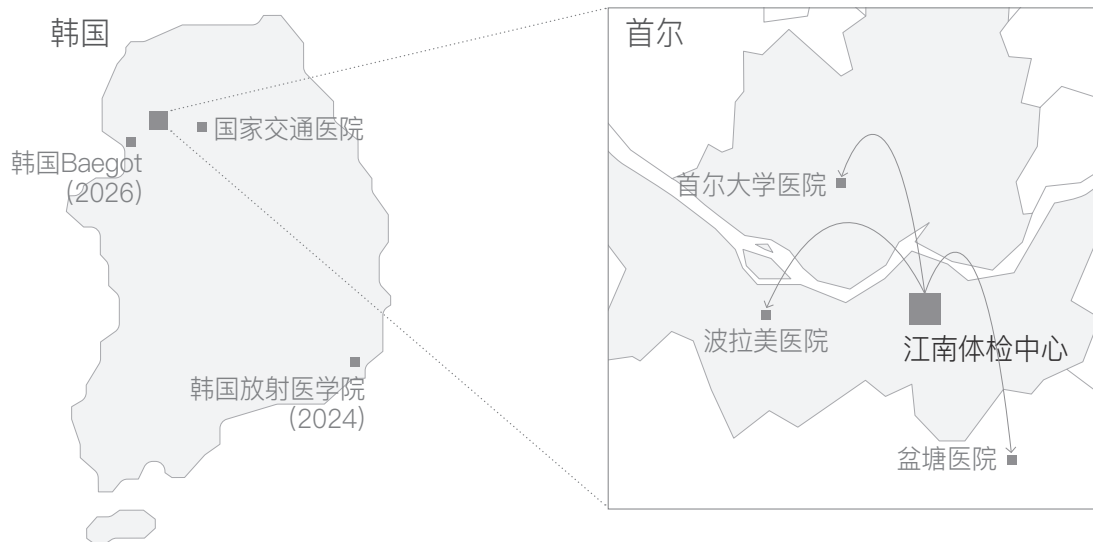 韩国
国家交通医院
韩国Baegot
(2026)
韩国放射医学院
(2024)
首尔
首尔大学医院
波拉美医院
江南体检中心
盆塘医院